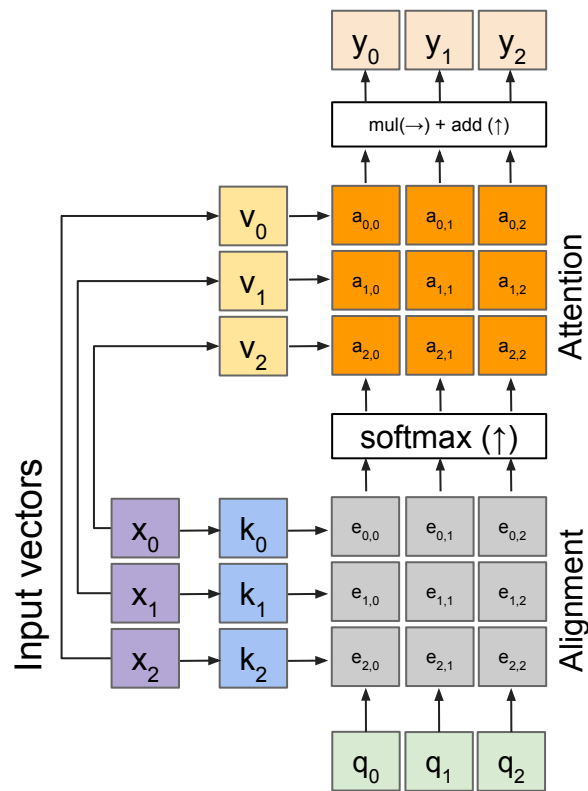 y0 y1 y2
mul(→) + add (↑)
v0 a0,0 a0,1 a0,2
v1 a1,0 a1,1 a1,2
v2 a2,0 a2,1 a2,2
Attention
softmax (↑)
Input vectors
x0 k0 e0,0 e0,1 e0,2
x1 k1 e1,0 e1,1 e1,2
x2 k2 e2,0 e2,1 e2,2
Alignment
q0 q1 q2